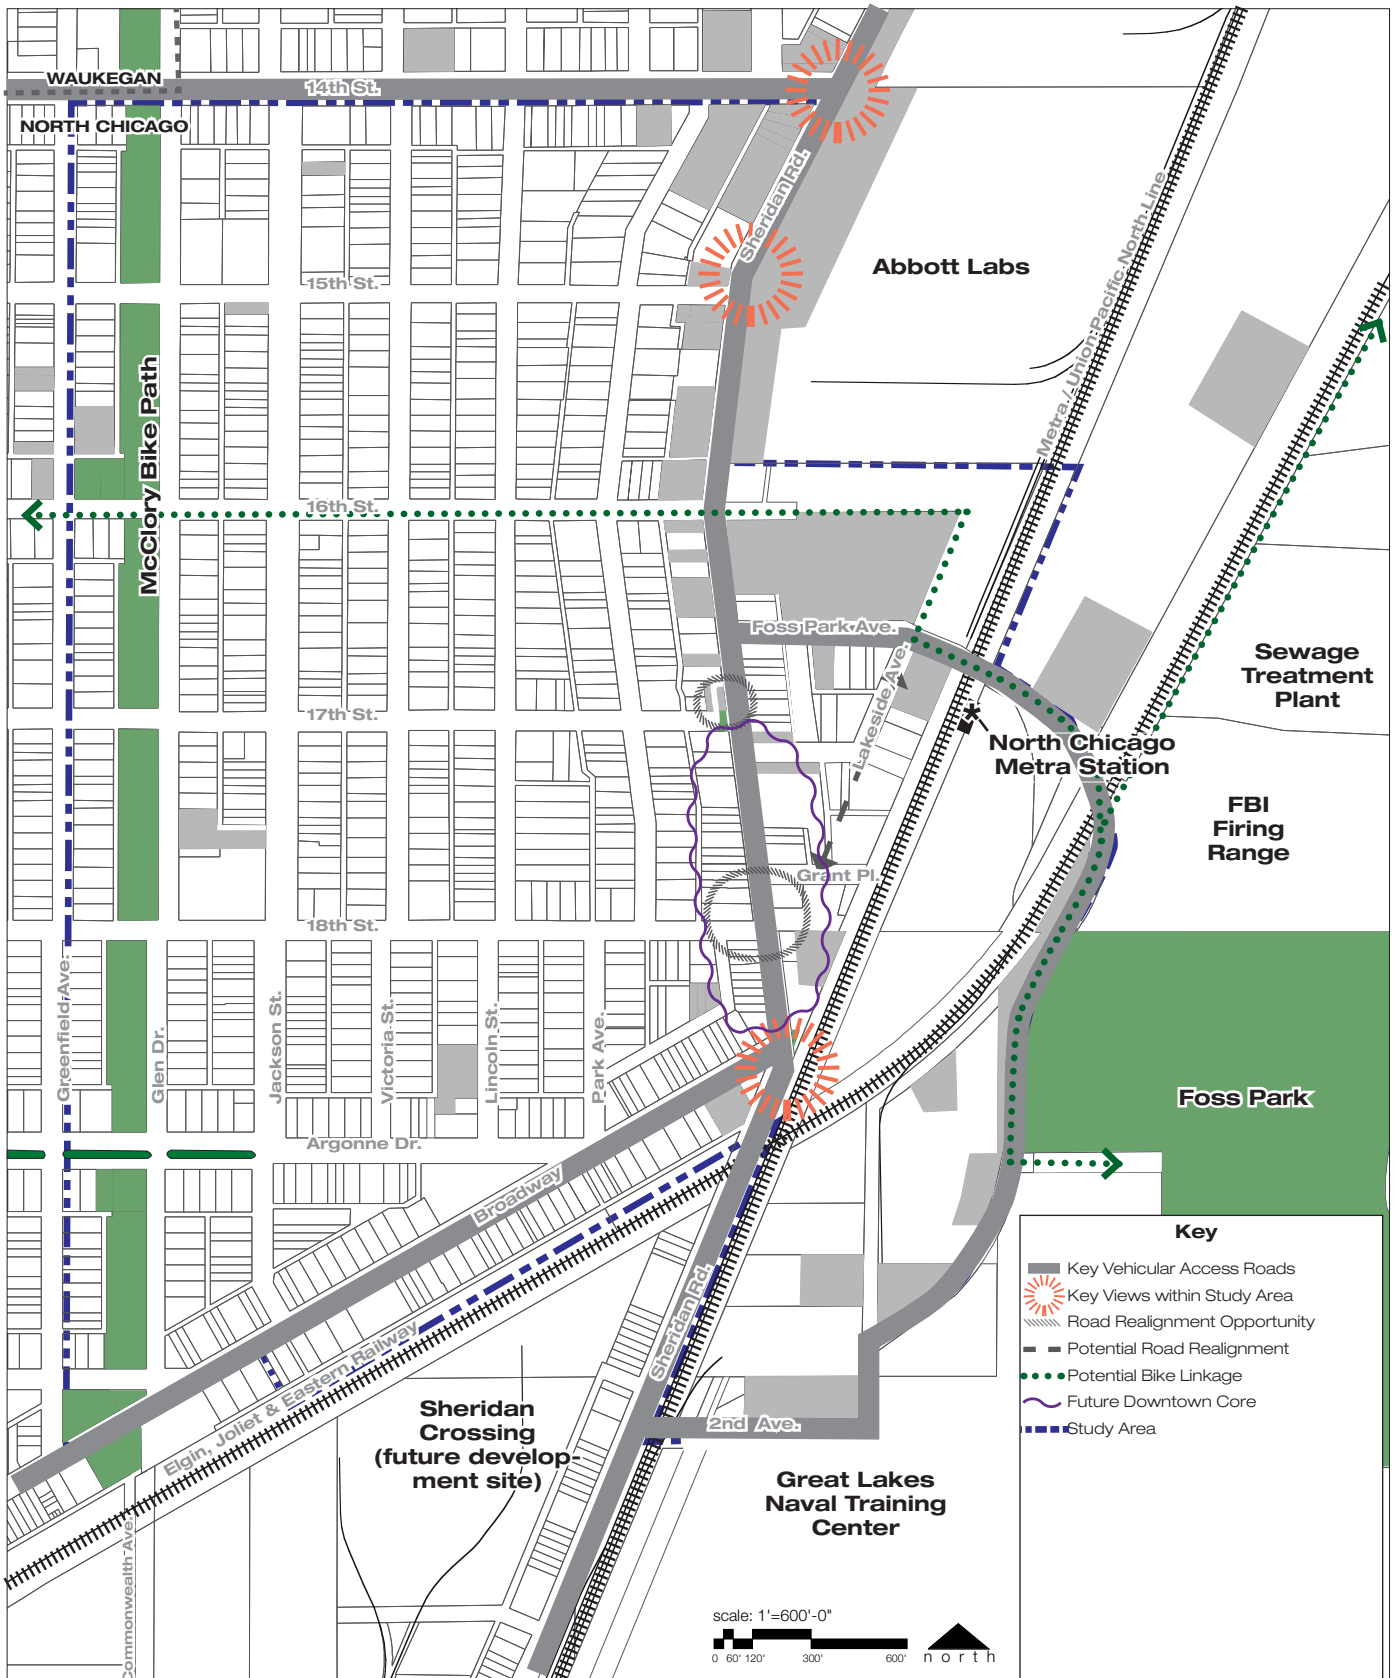 WAUKEGAN
14th St.
NORTH CHICAGO
Sheridan Rd.
Metra / Union Pacific North Line
Abbott Labs
15th St.
McClory Bike Path
16th St.
Foss Park Ave.
Lakeside Ave.
Sewage
Treatment
Plant
17th St.
North Chicago
Metra Station
FBI
Firing
Range
Grant Pl.
18th St.
Greenfield Ave.
Glen Dr.
Jackson St.
Victoria St.
Lincoln St.
Park Ave.
Foss Park
Argonne Dr.
Broadway
Elgin, Joliet & Eastern Railway
Sheridan Rd.
Key
Key Vehicular Access Roads
Key Views within Study Area
Road Realignment Opportunity
Potential Road Realignment
Potential Bike Linkage
Future Downtown Core
Study Area
Sheridan
Crossing
(future develop-
ment site)
2nd Ave.
Great Lakes
Naval Training
Center
Commonwealth Ave.
scale: 1'=600'-0"
0 60' 120' 300' 600'
north